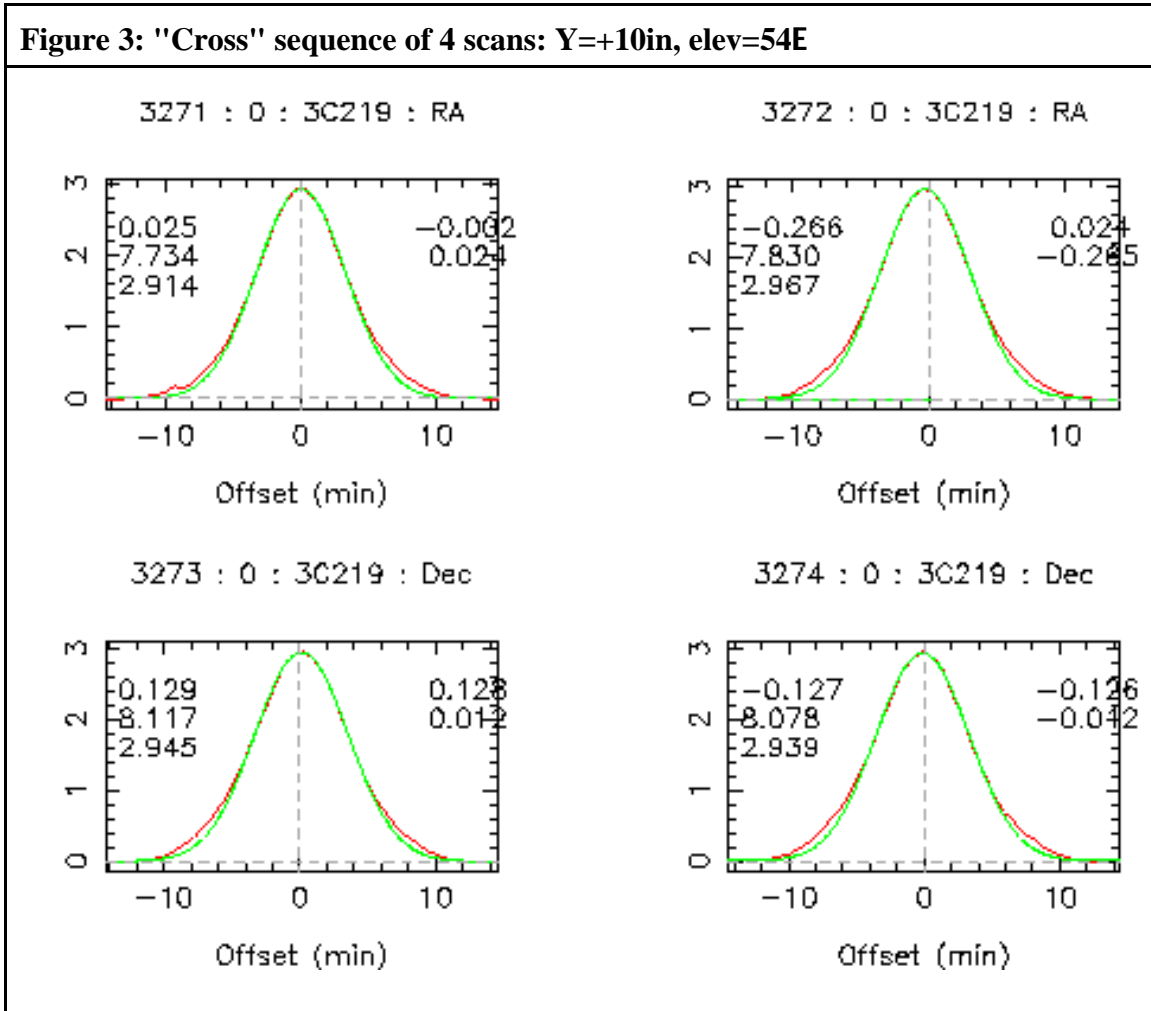 Figure 3: "Cross" sequence of 4 scans: Y=+10in, elev=54E
3271 : 0 : 3C219 : RA
3
2
1
0
0.025
7.734
2.914
-0.002
0.024
-10 0 10
Offset (min)
3272 : 0 : 3C219 : RA
3
2
1
0
-0.266
7.830
2.967
0.024
-0.265
-10 0 10
Offset (min)
3273 : 0 : 3C219 : Dec
3
2
1
0
0.129
8.117
2.945
0.128
0.012
-10 0 10
Offset (min)
3274 : 0 : 3C219 : Dec
3
2
1
0
-0.127
8.078
2.939
-0.126
-0.012
-10 0 10
Offset (min)